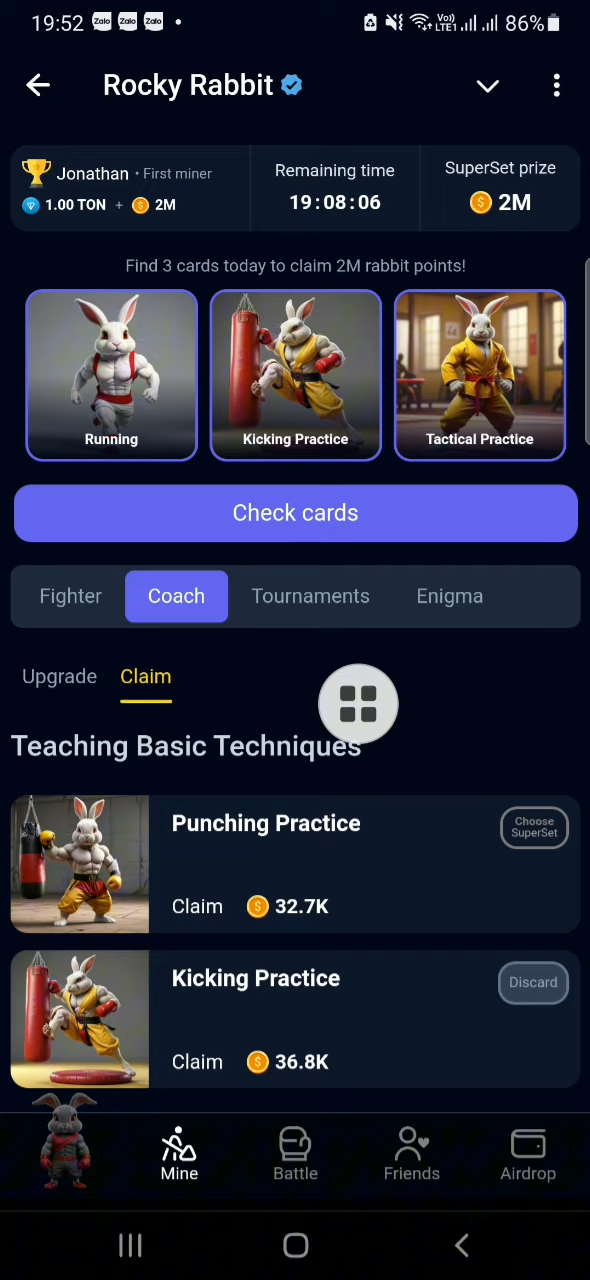 19:52 Zalo Zalo Zalo Vo)) LTE1 86%
Rocky Rabbit
Jonathan • First miner
1.00 TON + 2M
Remaining time
19:08:06
SuperSet prize
2M
Find 3 cards today to claim 2M rabbit points!
Running
Kicking Practice
Tactical Practice
Check cards
Fighter Coach Tournaments Enigma
Upgrade Claim
Teaching Basic Techniques
Punching Practice
Choose
SuperSet
Claim 32.7K
Kicking Practice
Discard
Claim 36.8K
Mine Battle Friends Airdrop